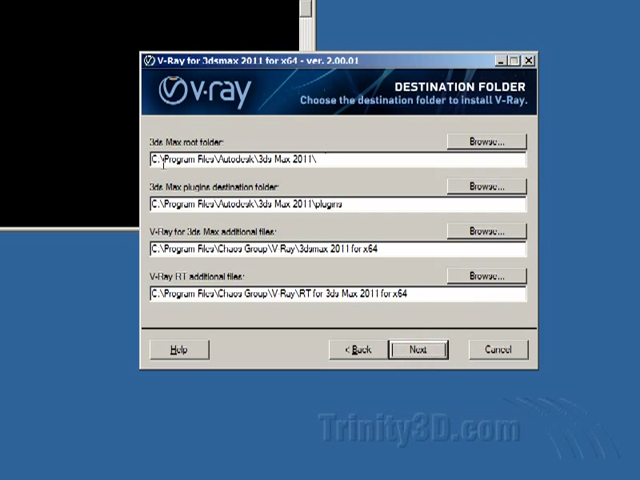 V-Ray for 3dsmax 2011 for x64 - ver. 2.00.01
v·ray
DESTINATION FOLDER
Choose the destination folder to install V-Ray.
3ds Max root folder:
Browse...
C:\Program Files\Autodesk\3ds Max 2011\
3ds Max plugins destination folder:
Browse...
C:\Program Files\Autodesk\3ds Max 2011\plugins
V-Ray for 3ds Max additional files:
Browse...
C:\Program Files\Chaos Group\V-Ray\3dsmax 2011 for x64
V-Ray RT additional files:
Browse...
C:\Program Files\Chaos Group\V-Ray\RT for 3ds Max 2011 for x64
Help
< Back
Next
Cancel
Trinity3D.com